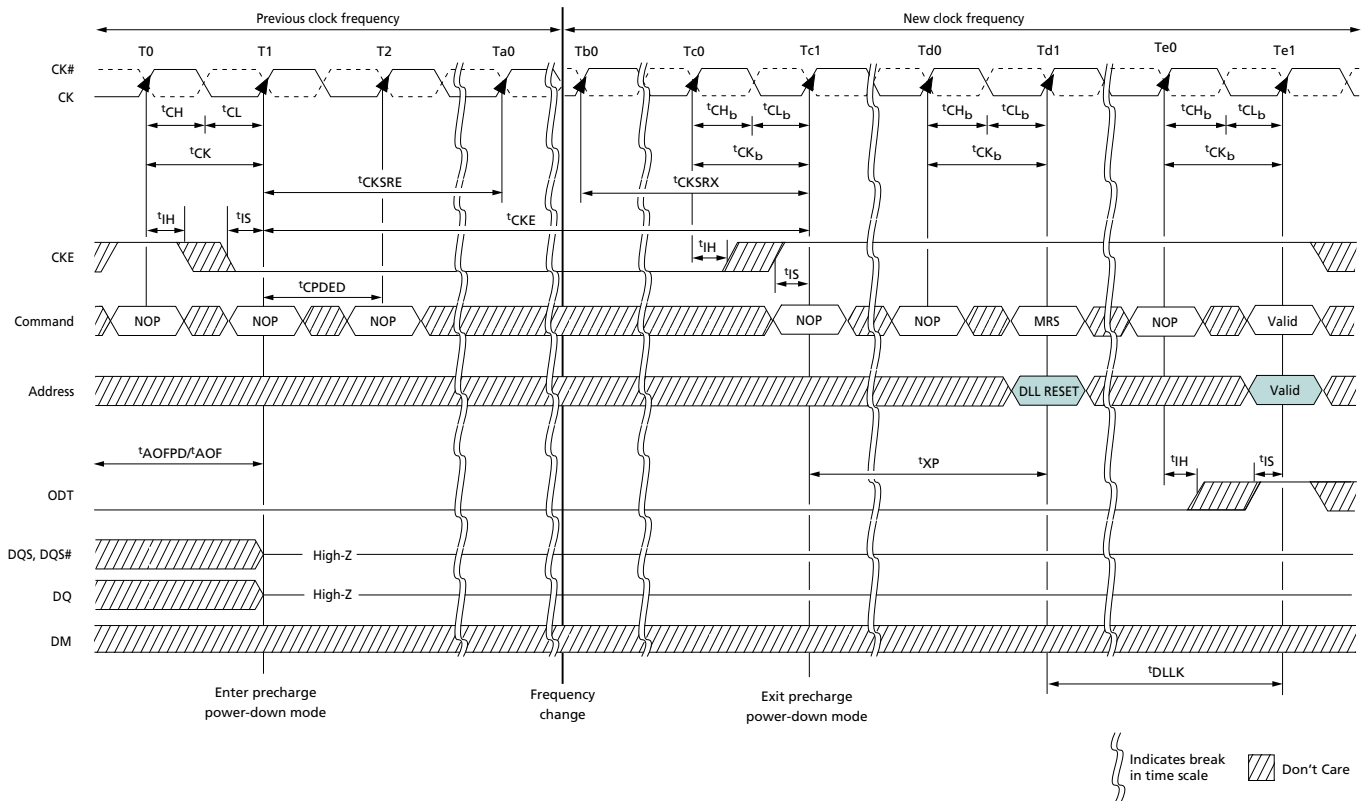 Previous clock frequency New clock frequency
T0 T1 T2 Ta0 Tb0 Tc0 Tc1 Td0 Td1 Te0 Te1
CK#
CK
tCH tCL tCHb tCLb tCHb tCLb tCHb tCLb
tCK tCKb tCKb tCKb
tCKSRE tCKSRX
tIH tIS tCKE
CKE tIH
tIS
tCPDED
Command NOP NOP NOP NOP NOP MRS NOP Valid
Address DLL RESET Valid
tAOFPD/tAOF tXP tIH tIS
ODT
DQS, DQS# High-Z
DQ High-Z
DM
tDLLK
Enter precharge
power-down mode
Frequency
change
Exit precharge
power-down mode
Indicates break
in time scale
Don't Care